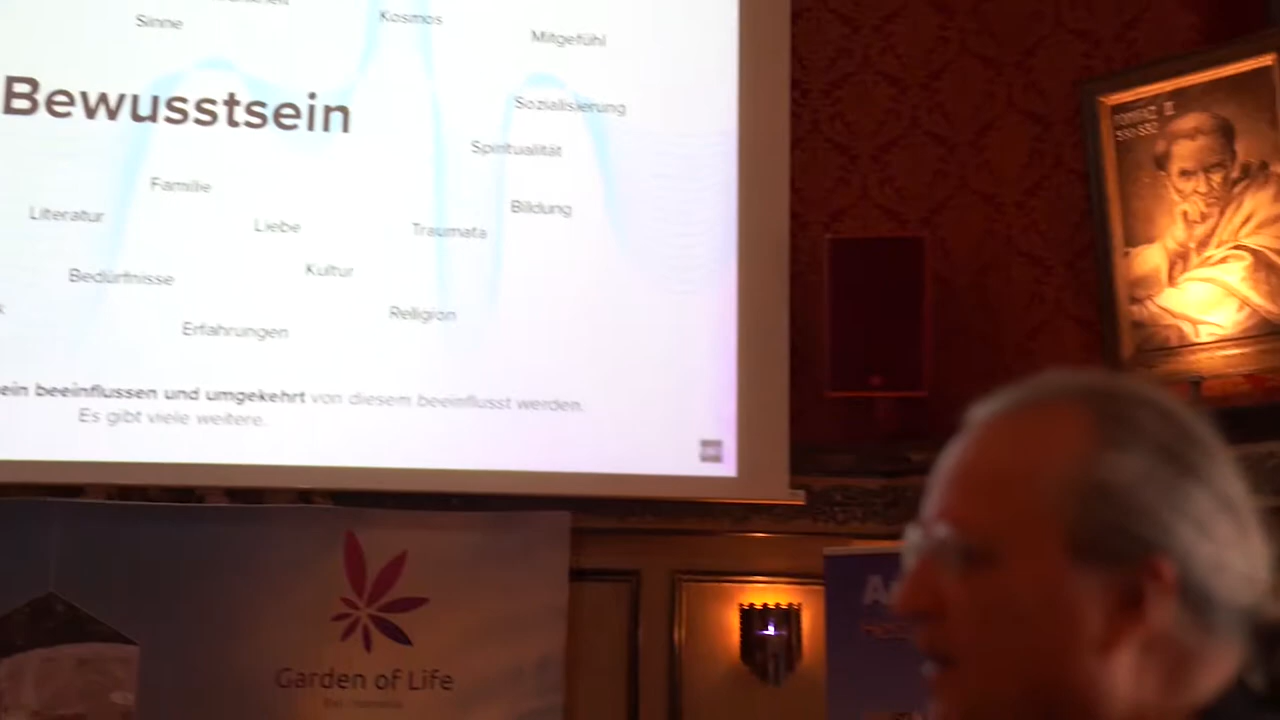 Sinne
Kosmos
Mitgefühl
Bewusstsein
Sozialisierung
Spiritualität
Familie
Literatur
Liebe
Traumata
Bildung
Bedürfnisse
Kultur
Erfahrungen
Religion
beeinflussen und umgekehrt von diesem beeinflusst werden.
Es gibt viele weitere.
Garden of Life